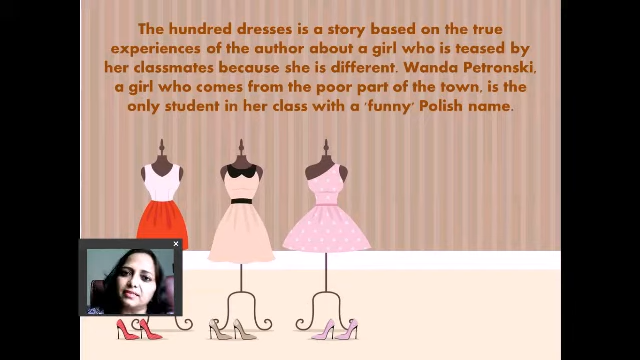 The hundred dresses is a story based on the true
experiences of the author about a girl who is teased by
her classmates because she is different. Wanda Petronski,
a girl who comes from the poor part of the town, is the
only student in her class with a 'funny' Polish name.